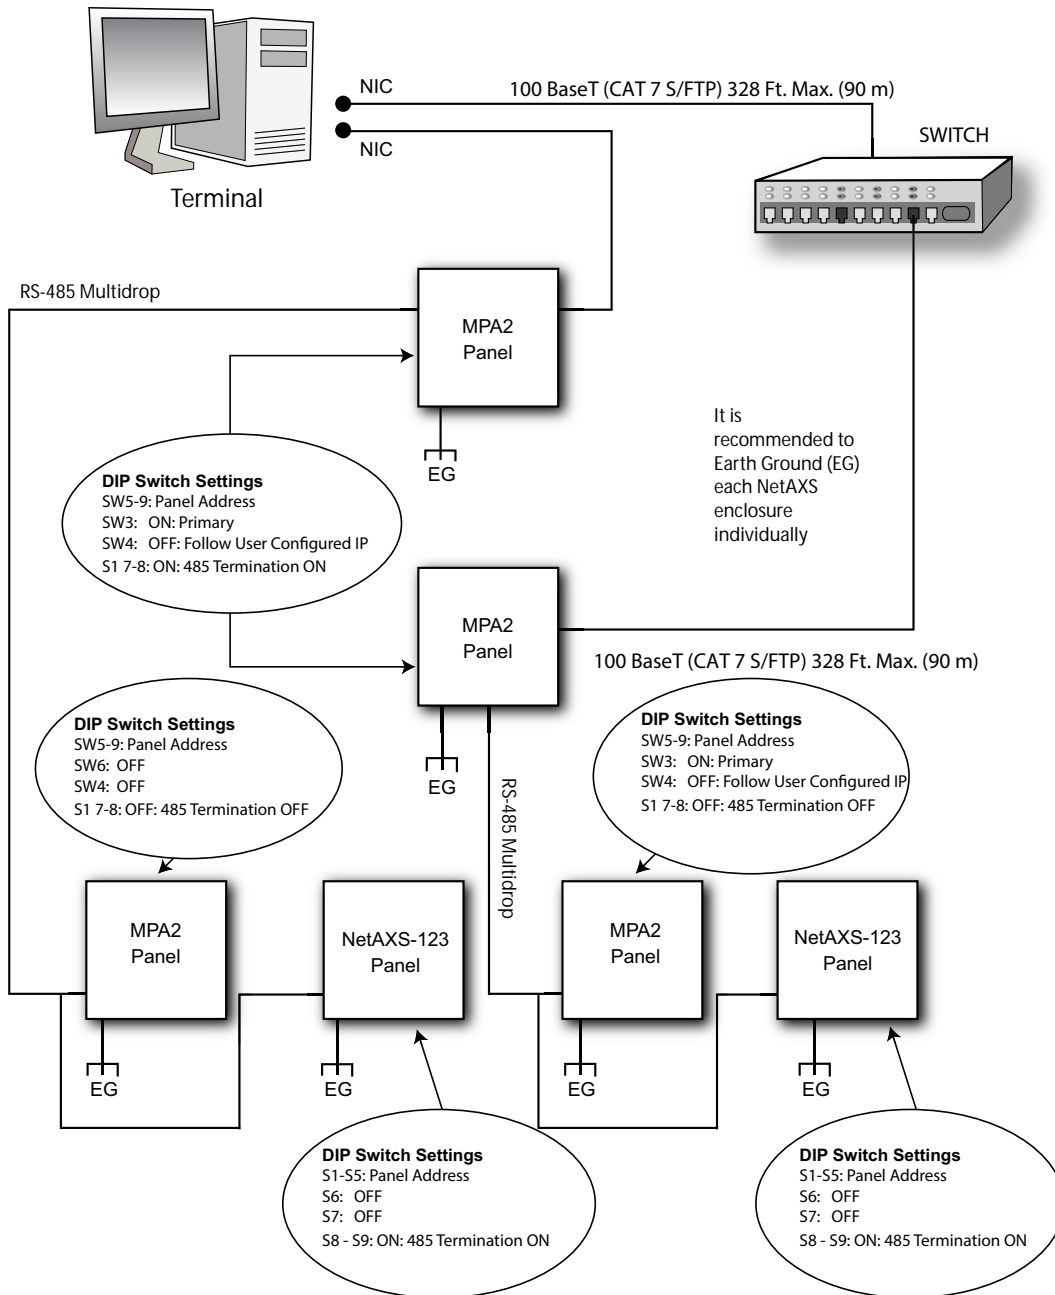 NIC
100 BaseT (CAT 7 S/FTP) 328 Ft. Max. (90 m)
SWITCH
NIC
Terminal
RS-485 Multidrop
MPA2
Panel
EG
It is
recommended to
Earth Ground (EG)
each NetAXS
enclosure
individually
DIP Switch Settings
SW5-9: Panel Address
SW3: ON: Primary
SW4: OFF: Follow User Configured IP
S1 7-8: ON: 485 Termination ON
MPA2
Panel
100 BaseT (CAT 7 S/FTP) 328 Ft. Max. (90 m)
EG
RS-485 Multidrop
DIP Switch Settings
SW5-9: Panel Address
SW6: OFF
SW4: OFF
S1 7-8: OFF: 485 Termination OFF
DIP Switch Settings
SW5-9: Panel Address
SW3: ON: Primary
SW4: OFF: Follow User Configured IP
S1 7-8: OFF: 485 Termination OFF
MPA2
Panel
NetAXS-123
Panel
MPA2
Panel
NetAXS-123
Panel
EG
EG
EG
EG
DIP Switch Settings
S1-S5: Panel Address
S6: OFF
S7: OFF
S8 - S9: ON: 485 Termination ON
DIP Switch Settings
S1-S5: Panel Address
S6: OFF
S7: OFF
S8 - S9: ON: 485 Termination ON